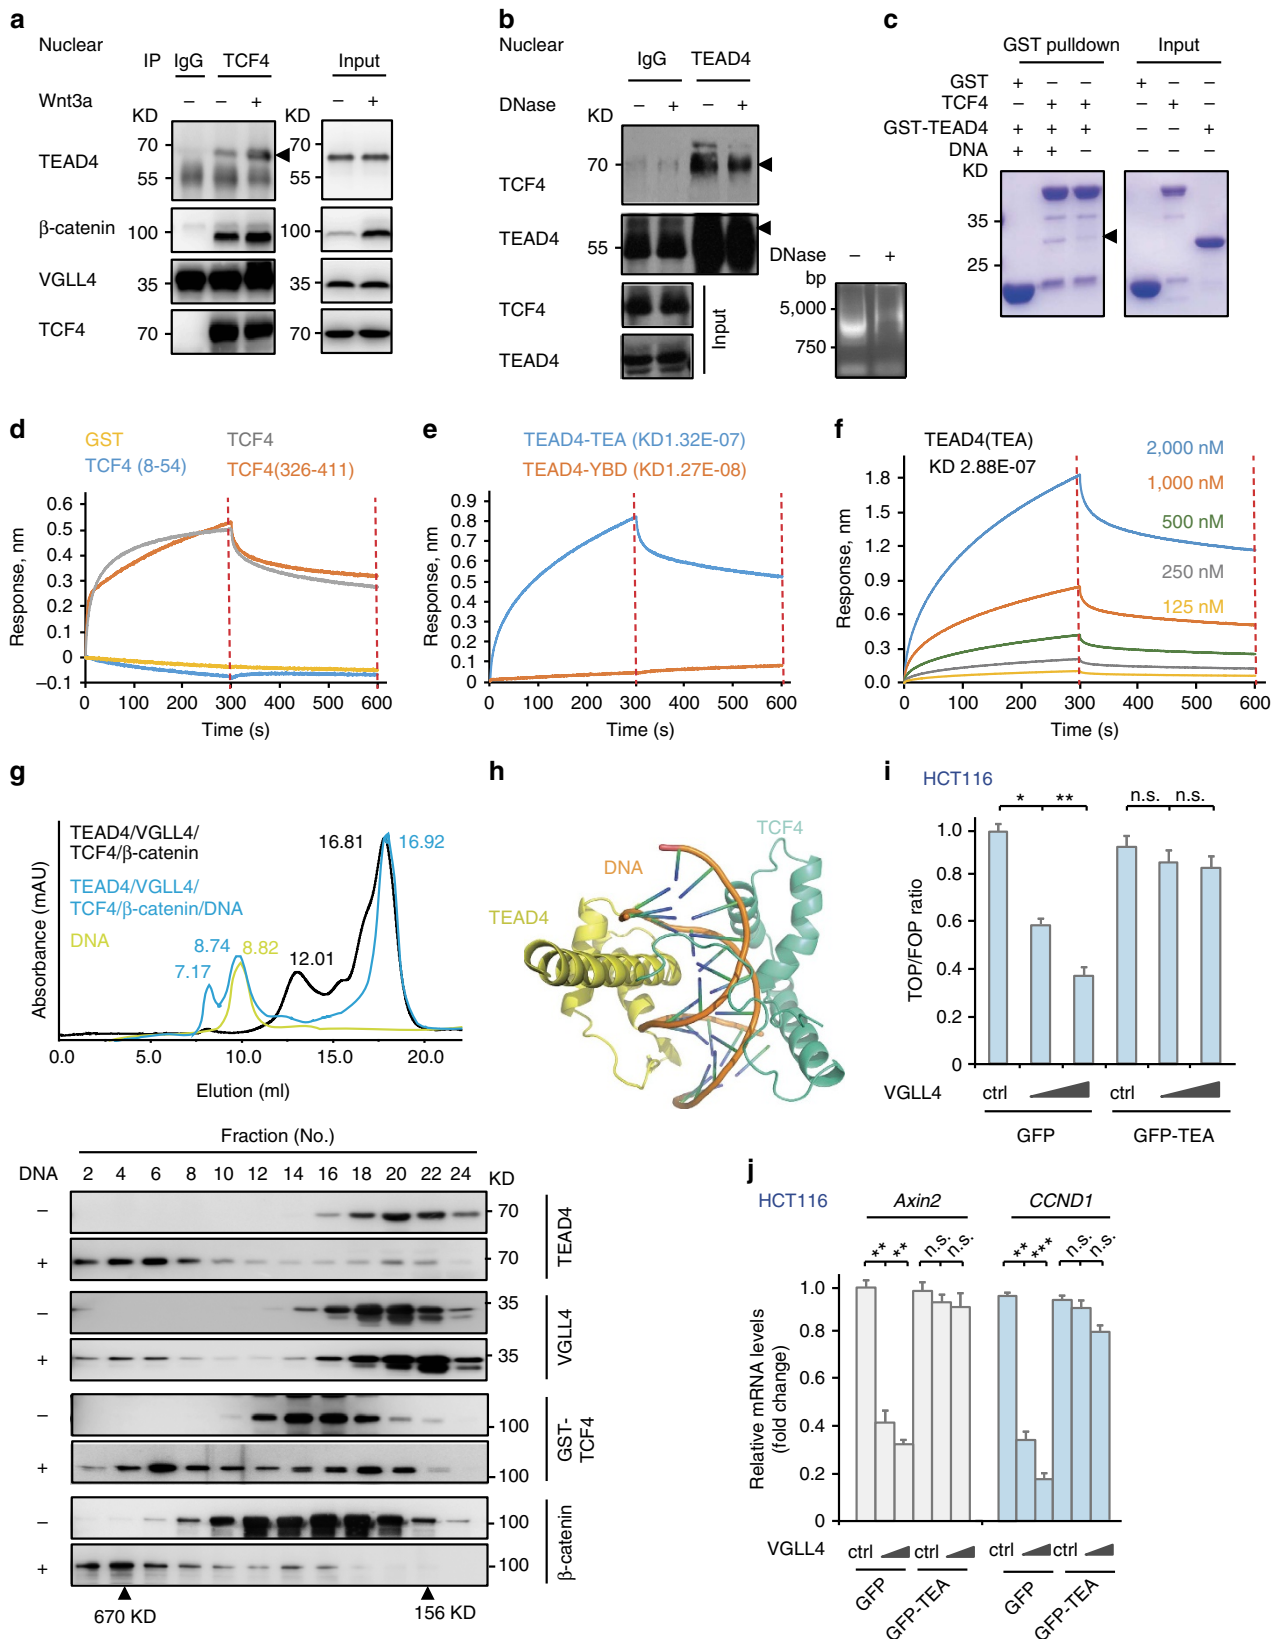 a
Nuclear
IP IgG TCF4 Input
Wnt3a − − + − +
KD KD
TEAD4 70 70
55 55
β-catenin 100 100
VGLL4 35 35
TCF4 70 70
b
Nuclear
IgG TEAD4
DNase − + − +
KD
70
TCF4
TEAD4
55
TCF4
TEAD4
Input
DNase − +
bp
5,000
750
c
GST pulldown Input
GST + − − + − −
TCF4 − + + − + −
GST-TEAD4 + + + − − +
DNA + + − − − −
KD
35
25
d
GST TCF4
TCF4 (8-54) TCF4(326-411)
Response, nm
0.6
0.5
0.4
0.3
0.2
0.1
0
−0.1
0 100 200 300 400 500 600
Time (s)
e
TEAD4-TEA (KD1.32E-07)
TEAD4-YBD (KD1.27E-08)
Response, nm
0.9
0.8
0.7
0.6
0.5
0.4
0.3
0.2
0.1
0
0 100 200 300 400 500 600
Time (s)
f
TEAD4(TEA)
KD 2.88E-07
2,000 nM
1,000 nM
500 nM
250 nM
125 nM
Response, nm
1.8
1.5
1.2
0.9
0.6
0.3
0.0
0 100 200 300 400 500 600
Time (s)
g
TEAD4/VGLL4/
TCF4/β-catenin
TEAD4/VGLL4/
TCF4/β-catenin/DNA
DNA
16.81 16.92
8.74 8.82
7.17 12.01
Absorbance (mAU)
0.0 5.0 10.0 15.0 20.0
Elution (ml)
Fraction (No.)
DNA 2 4 6 8 10 12 14 16 18 20 22 24 KD
− 70
+ 70
TEAD4
− 35
+ 35
VGLL4
− 100
+ 100
GST-
TCF4
− 100
+ 100
β-catenin
670 KD 156 KD
h
TCF4
DNA
TEAD4
i
HCT116
* ** n.s. n.s.
TOP/FOP ratio
1.0
0.8
0.6
0.4
0.2
0
VGLL4 ctrl ctrl
GFP GFP-TEA
j
HCT116 Axin2 CCND1
** ** n.s. n.s. ** *** n.s. n.s.
Relative mRNA levels
(fold change)
1.0
0.8
0.6
0.4
0.2
0
VGLL4 ctrl ctrl ctrl ctrl
GFP GFP-TEA GFP GFP-TEA